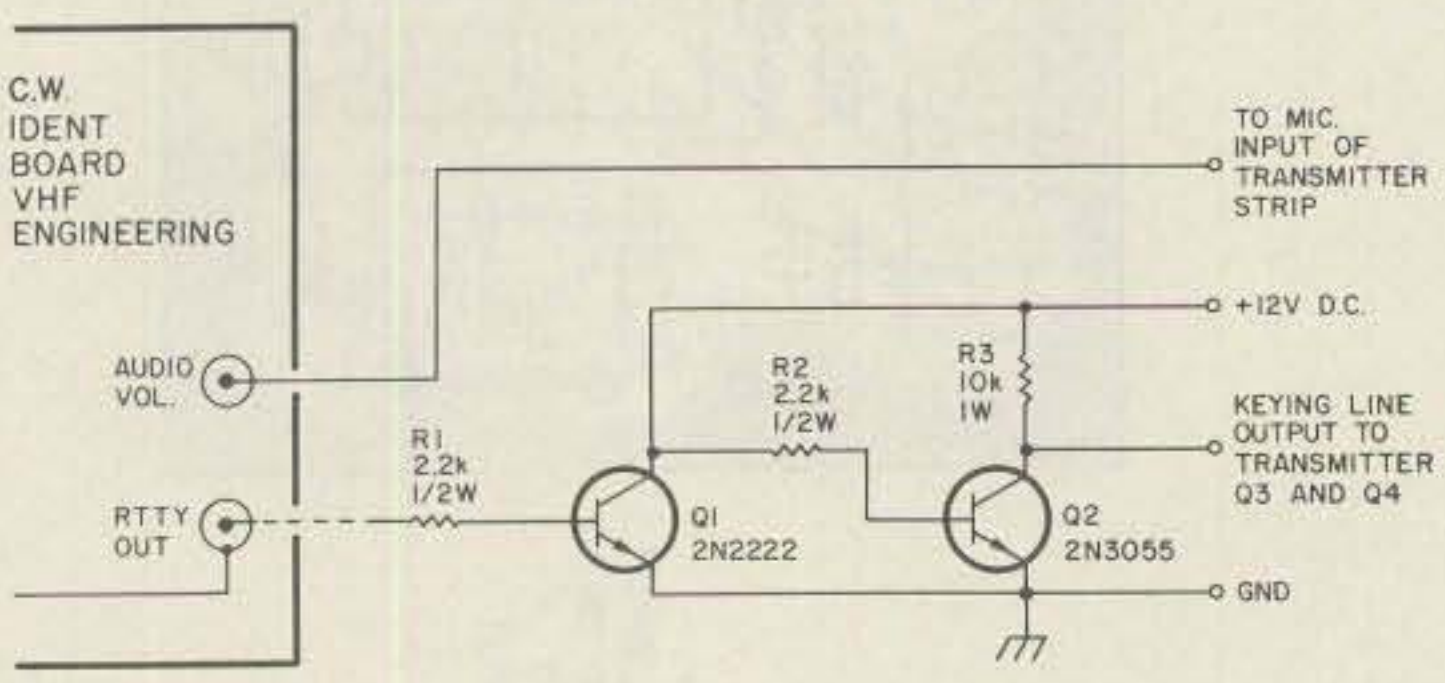 C.W.
IDENT
BOARD
VHF
ENGINEERING
AUDIO
VOL.
RTTY
OUT
R1
2.2k
1/2W
R2
2.2k
1/2W
R3
10k
1W
Q1
2N2222
Q2
2N3055
TO MIC.
INPUT OF
TRANSMITTER
STRIP
+12V D.C.
KEYING LINE
OUTPUT TO
TRANSMITTER
Q3 AND Q4
GND